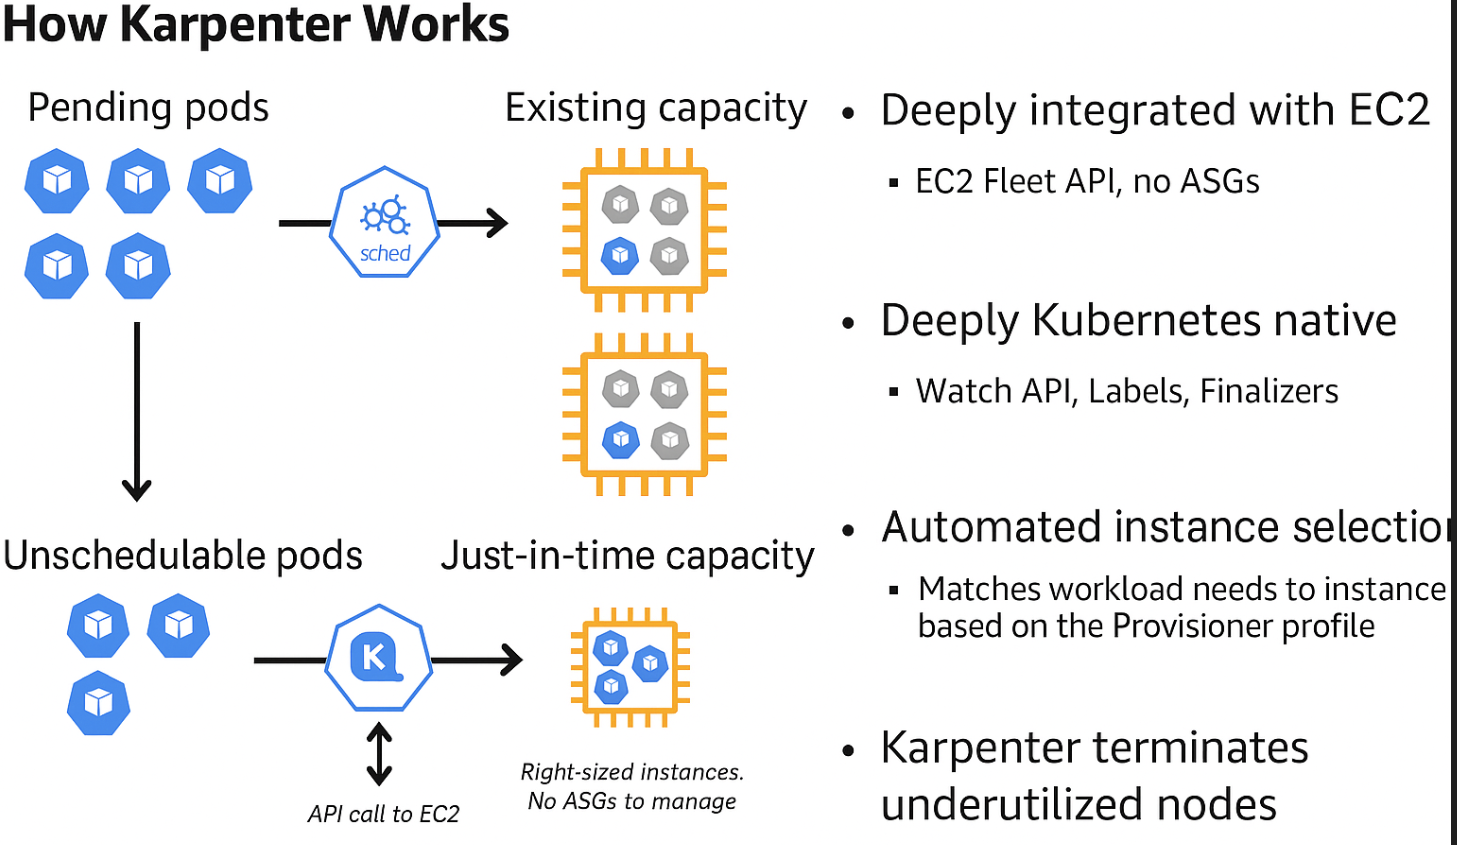 How Karpenter Works
Pending pods
Existing capacity
sched
Unschedulable pods
Just-in-time capacity
K
API call to EC2
Right-sized instances.
No ASGs to manage
• Deeply integrated with EC2
▪ EC2 Fleet API, no ASGs
• Deeply Kubernetes native
▪ Watch API, Labels, Finalizers
• Automated instance selection
▪ Matches workload needs to instance
based on the Provisioner profile
• Karpenter terminates
underutilized nodes